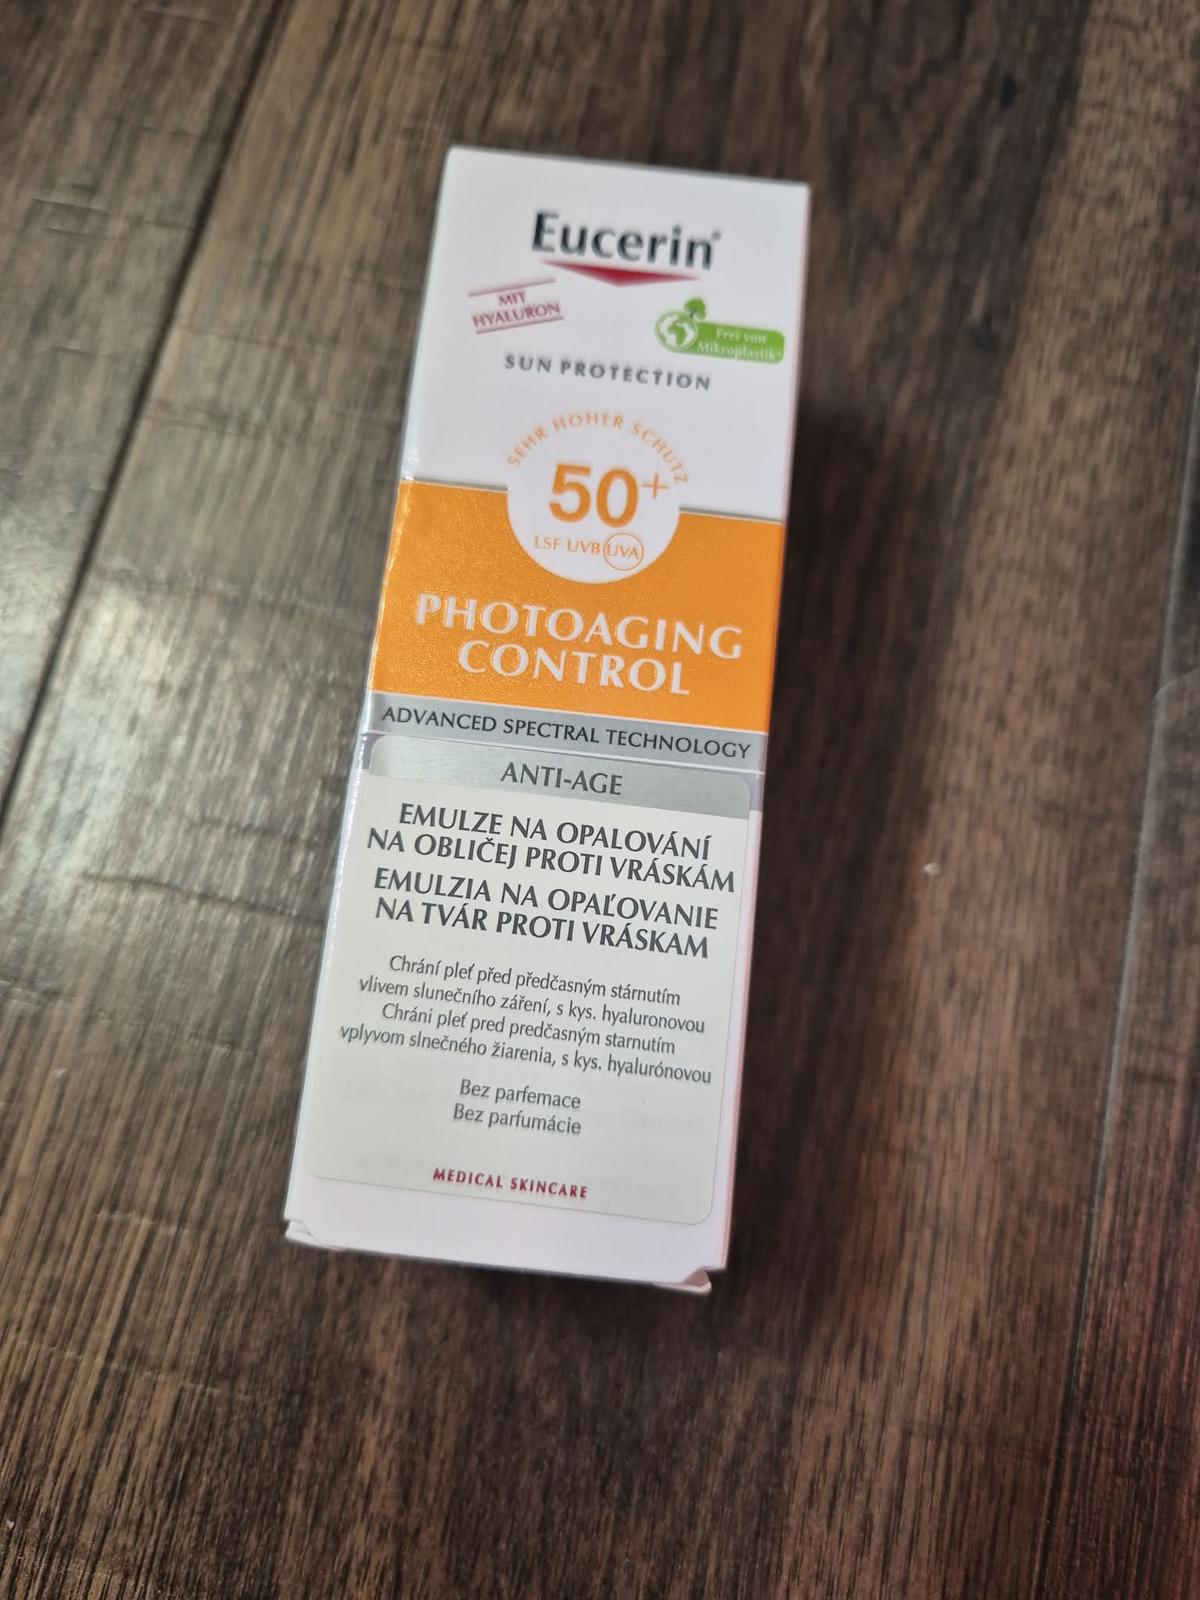 Eucerin®
MIT
HYALURON
Frei von
Mikroplastik*
SUN PROTECTION
SEHR HOHER SCHUTZ
50+
LSF UVB UVA
PHOTOAGING
CONTROL
ADVANCED SPECTRAL TECHNOLOGY
ANTI-AGE
EMULZE NA OPALOVÁNÍ
NA OBLIČEJ PROTI VRÁSKÁM
EMULZIA NA OPAĽOVANIE
NA TVÁR PROTI VRÁSKAM
Chrání pleť před předčasným stárnutím
vlivem slunečního záření, s kys. hyaluronovou
Chrání pleť pred predčasným starnutím
vplyvom slnečného žiarenia, s kys. hyalurónovou
Bez parfemace
Bez parfumácie
MEDICAL SKINCARE